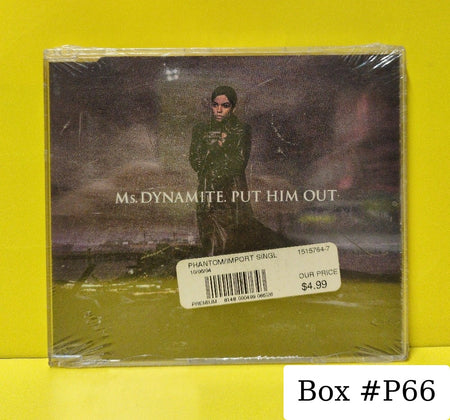 Ms. DYNAMITE. PUT HIM OUT
PHANTOM/IMPORT SINGL 1515764-7
10/06/04
OUR PRICE
$4.99
PREMIUM
Box #P66